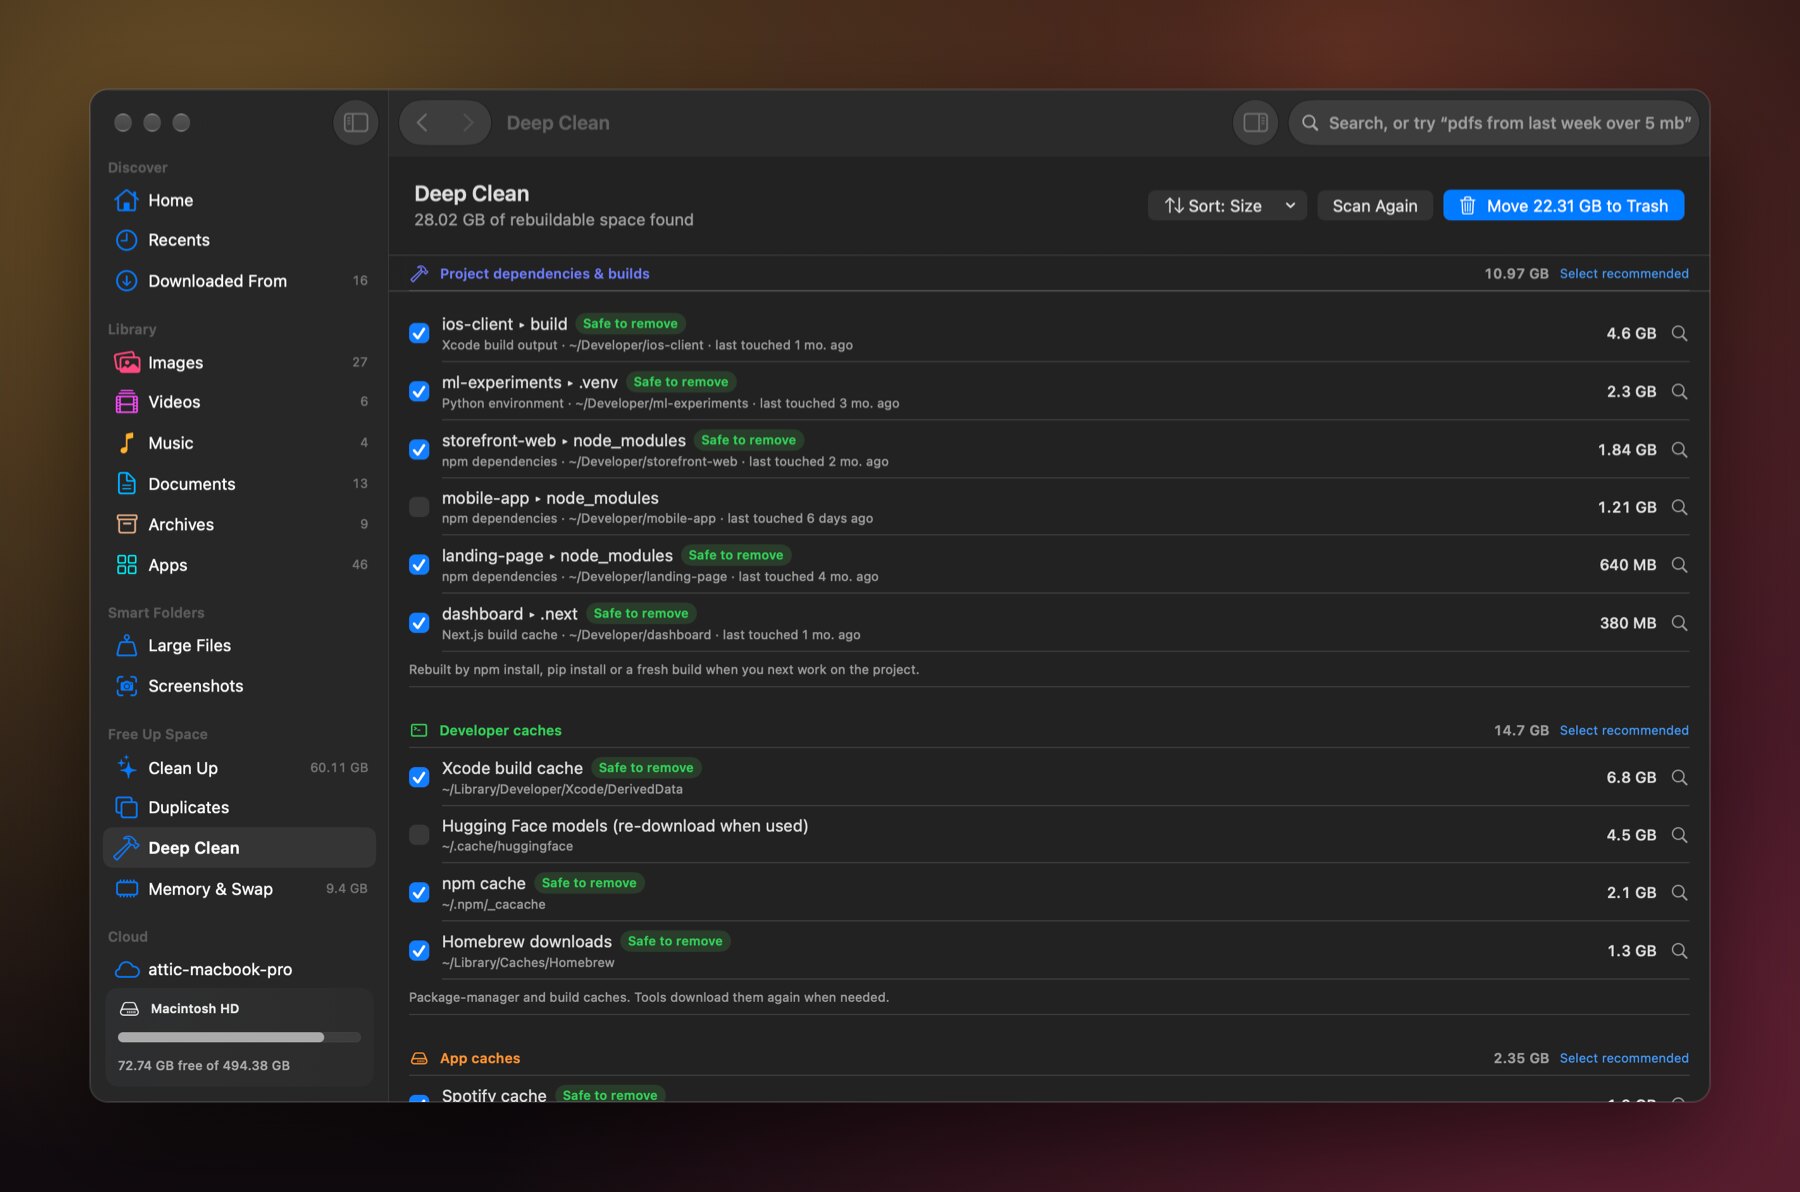 Deep Clean
Search, or try “pdfs from last week over 5 mb”
Discover
Home
Recents
Downloaded From 16
Library
Images 27
Videos 6
Music 4
Documents 13
Archives 9
Apps 46
Smart Folders
Large Files
Screenshots
Free Up Space
Clean Up 60.11 GB
Duplicates
Deep Clean
Memory & Swap 9.4 GB
Cloud
attic-macbook-pro
Macintosh HD
72.74 GB free of 494.38 GB
Deep Clean
28.02 GB of rebuildable space found
Sort: Size
Scan Again
Move 22.31 GB to Trash
Project dependencies & builds 10.97 GB Select recommended
ios-client ▸ build Safe to remove
Xcode build output · ~/Developer/ios-client · last touched 1 mo. ago
4.6 GB
ml-experiments ▸ .venv Safe to remove
Python environment · ~/Developer/ml-experiments · last touched 3 mo. ago
2.3 GB
storefront-web ▸ node_modules Safe to remove
npm dependencies · ~/Developer/storefront-web · last touched 2 mo. ago
1.84 GB
mobile-app ▸ node_modules
npm dependencies · ~/Developer/mobile-app · last touched 6 days ago
1.21 GB
landing-page ▸ node_modules Safe to remove
npm dependencies · ~/Developer/landing-page · last touched 4 mo. ago
640 MB
dashboard ▸ .next Safe to remove
Next.js build cache · ~/Developer/dashboard · last touched 1 mo. ago
380 MB
Rebuilt by npm install, pip install or a fresh build when you next work on the project.
Developer caches 14.7 GB Select recommended
Xcode build cache Safe to remove
~/Library/Developer/Xcode/DerivedData
6.8 GB
Hugging Face models (re-download when used)
~/.cache/huggingface
4.5 GB
npm cache Safe to remove
~/.npm/_cacache
2.1 GB
Homebrew downloads Safe to remove
~/Library/Caches/Homebrew
1.3 GB
Package-manager and build caches. Tools download them again when needed.
App caches 2.35 GB Select recommended
Spotify cache Safe to remove